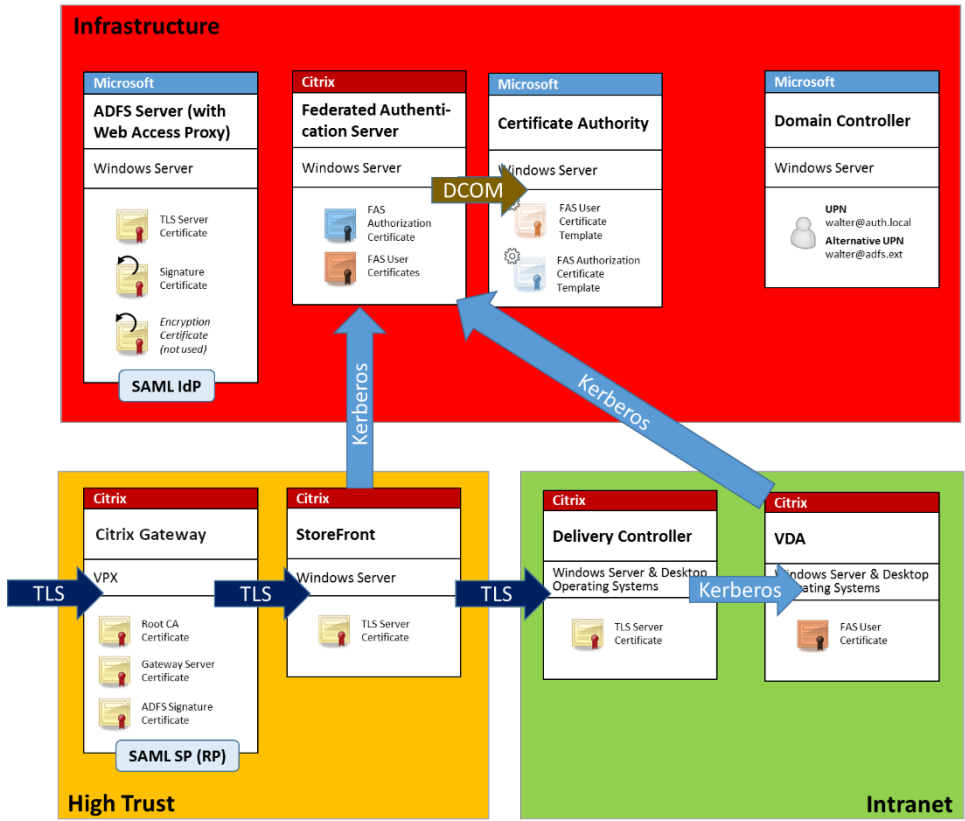 Infrastructure
Microsoft
ADFS Server (with
Web Access Proxy)
Windows Server
TLS Server
Certificate
Signature
Certificate
Encryption
Certificate
(not used)
SAML IdP
Citrix
Federated Authenti-
cation Server
Windows Server
FAS
Authorization
Certificate
FAS User
Certificates
DCOM
Microsoft
Certificate Authority
Windows Server
FAS User
Certificate
Template
FAS Authorization
Certificate
Template
Microsoft
Domain Controller
Windows Server
UPN
walter@auth.local
Alternative UPN
walter@adfs.ext
Kerberos
Kerberos
Citrix
Citrix Gateway
VPX
TLS
Root CA
Certificate
Gateway Server
Certificate
ADFS Signature
Certificate
SAML SP (RP)
TLS
Citrix
StoreFront
Windows Server
TLS Server
Certificate
TLS
High Trust
Citrix
Delivery Controller
Windows Server & Desktop
Operating Systems
TLS Server
Certificate
Kerberos
Citrix
VDA
Windows Server & Desktop
Operating Systems
FAS User
Certificate
Intranet